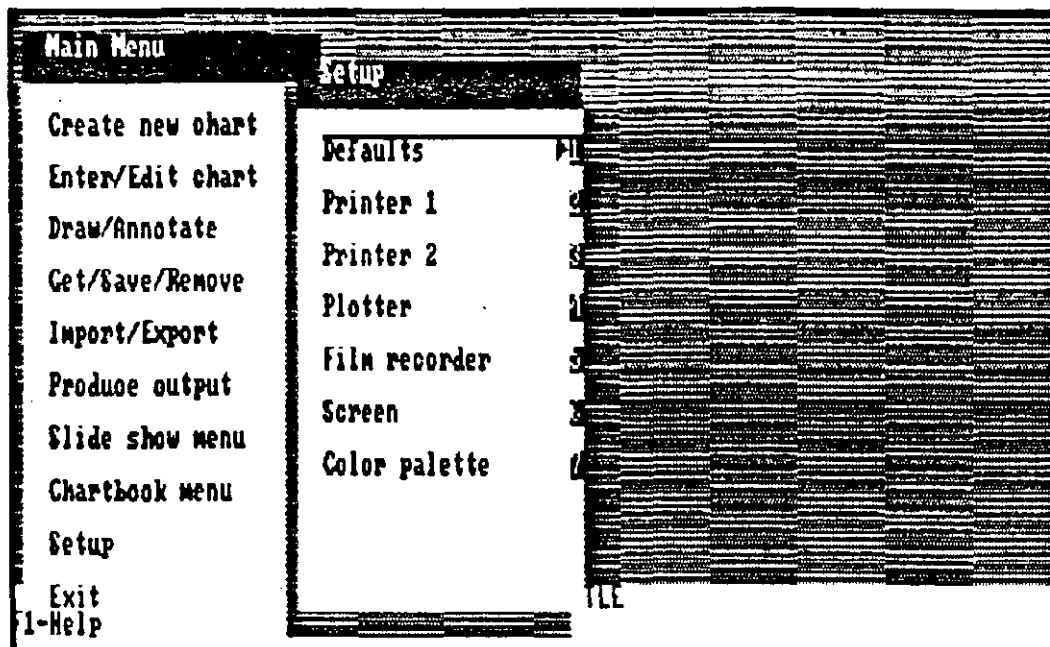 Main Menu
Create new chart
Enter/Edit chart
Draw/Annotate
Get/Save/Remove
Import/Export
Produce output
Slide show menu
Chartbook menu
Setup
Exit
F1-Help
Setup
Defaults
Printer 1
Printer 2
Plotter
Film recorder
Screen
Color palette